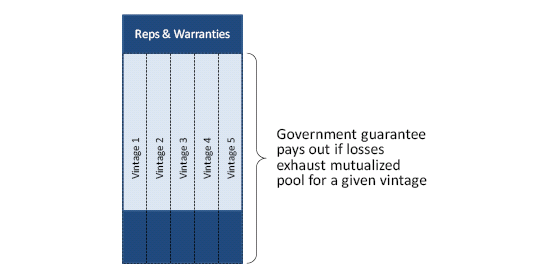 Reps & Warranties
Vintage 1
Vintage 2
Vintage 3
Vintage 4
Vintage 5
Government guarantee
pays out if losses
exhaust mutualized
pool for a given vintage